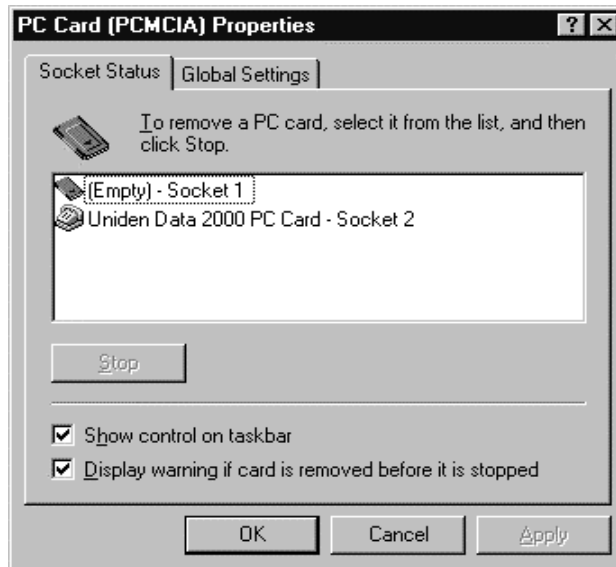 PC Card (PCMCIA) Properties
Socket Status
Global Settings
To remove a PC card, select it from the list, and then
click Stop.
(Empty) - Socket 1
Uniden Data 2000 PC Card - Socket 2
Stop
Show control on taskbar
Display warning if card is removed before it is stopped
OK
Cancel
Apply